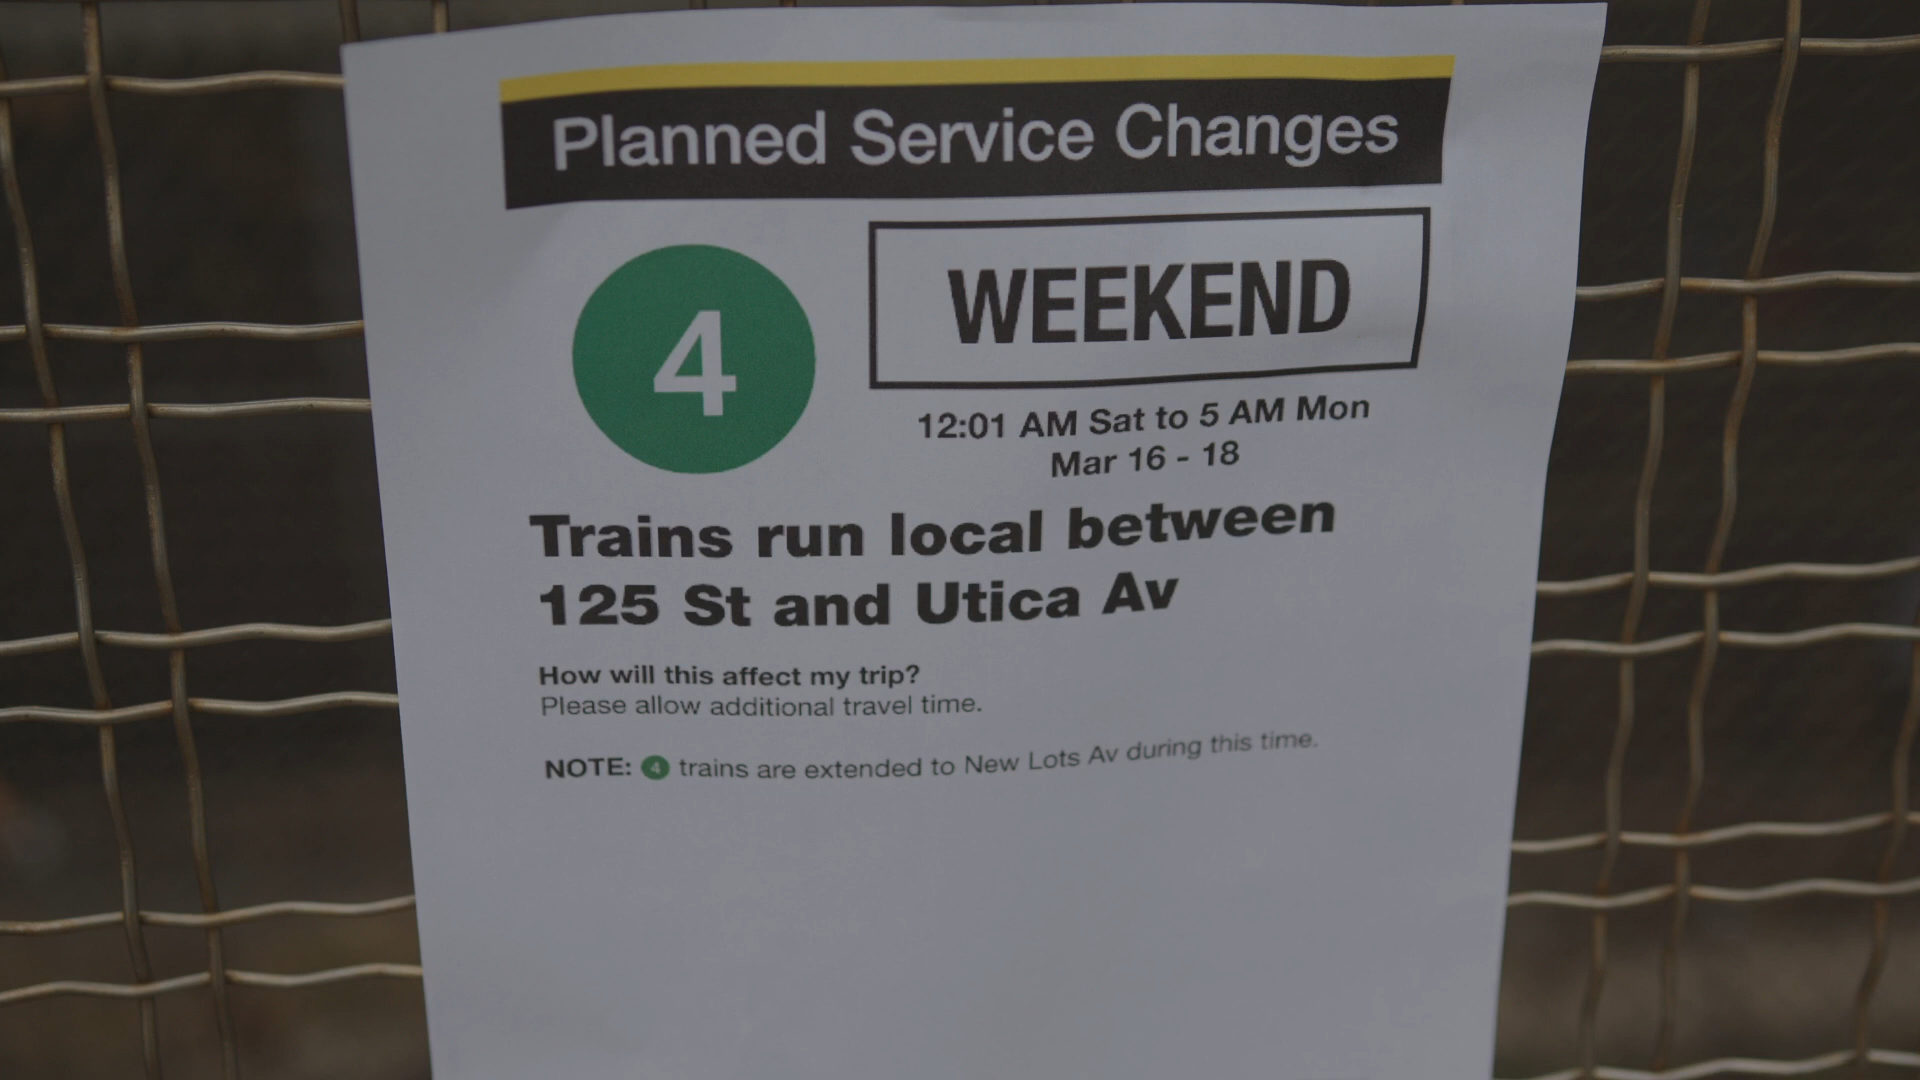 Planned Service Changes
4
WEEKEND
12:01 AM Sat to 5 AM Mon
Mar 16 - 18
Trains run local between
125 St and Utica Av
How will this affect my trip?
Please allow additional travel time.
NOTE: 4 trains are extended to New Lots Av during this time.